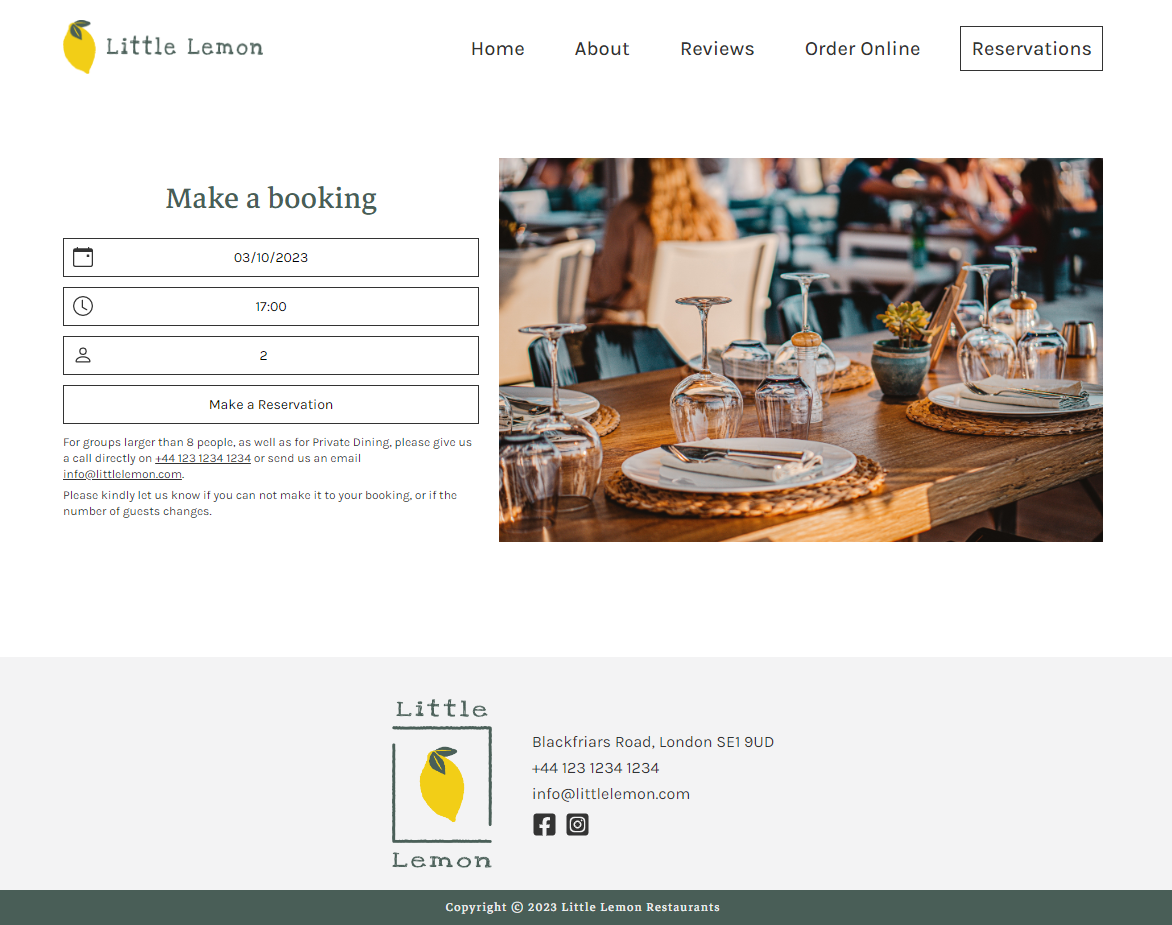 Little Lemon
Home
About
Reviews
Order Online
Reservations
Make a booking
03/10/2023
17:00
2
Make a Reservation
For groups larger than 8 people, as well as for Private Dining, please give us
a call directly on +44 123 1234 1234 or send us an email
info@littlelemon.com.
Please kindly let us know if you can not make it to your booking, or if the
number of guests changes.
Little
Lemon
Blackfriars Road, London SE1 9UD
+44 123 1234 1234
info@littlelemon.com
Copyright © 2023 Little Lemon Restaurants